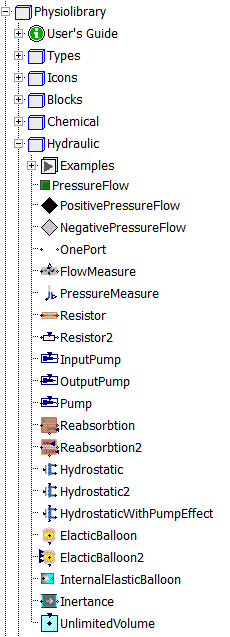 Physiolibrary
User's Guide
Types
Icons
Blocks
Chemical
Hydraulic
Examples
PressureFlow
PositivePressureFlow
NegativePressureFlow
OnePort
FlowMeasure
PressureMeasure
Resistor
Resistor2
InputPump
OutputPump
Pump
Reabsorbtion
Reabsorbtion2
Hydrostatic
Hydrostatic2
HydrostaticWithPumpEffect
ElacticBalloon
ElacticBalloon2
InternalElasticBalloon
Inertance
UnlimitedVolume